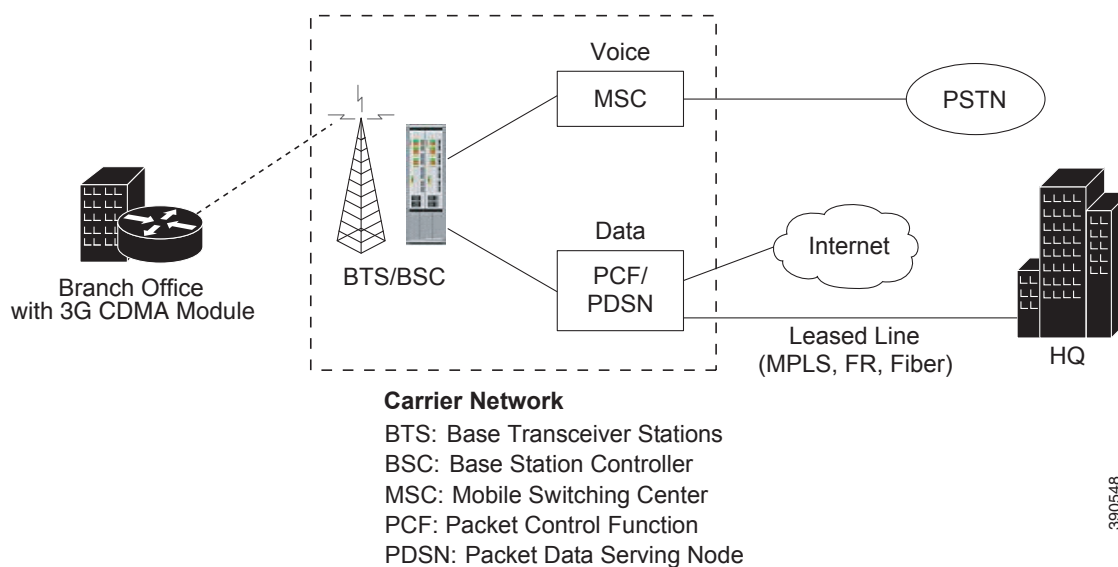 Voice
MSC
PSTN
Branch Office
with 3G CDMA Module
BTS/BSC
Data
PCF/
PDSN
Internet
Leased Line
(MPLS, FR, Fiber)
HQ
Carrier Network
BTS: Base Transceiver Stations
BSC: Base Station Controller
MSC: Mobile Switching Center
PCF: Packet Control Function
PDSN: Packet Data Serving Node
390548